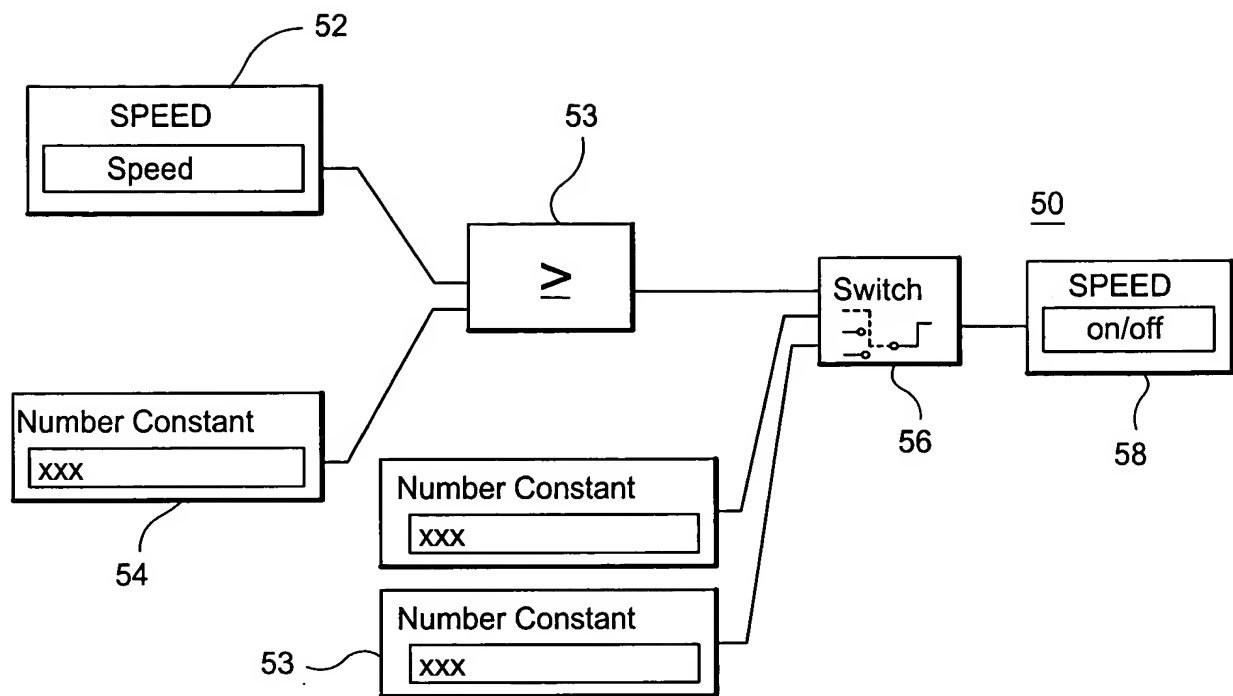 52
SPEED
Speed
53
≥
50
Switch
SPEED
on/off
56
58
Number Constant
xxx
54
Number Constant
xxx
Number Constant
xxx
53